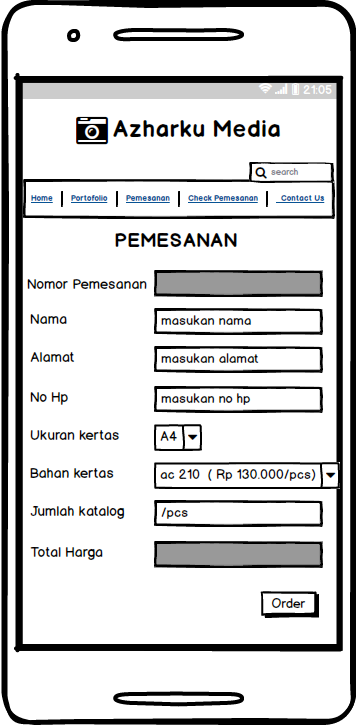 21:05
Azharku Media
search
Home Portofolio Pemesanan Check Pemesanan Contact Us
PEMESANAN
Nomor Pemesanan
Nama masukan nama
Alamat masukan alamat
No Hp masukan no hp
Ukuran kertas A4
Bahan kertas ac 210 ( Rp 130.000/pcs)
Jumlah katalog /pcs
Total Harga
Order